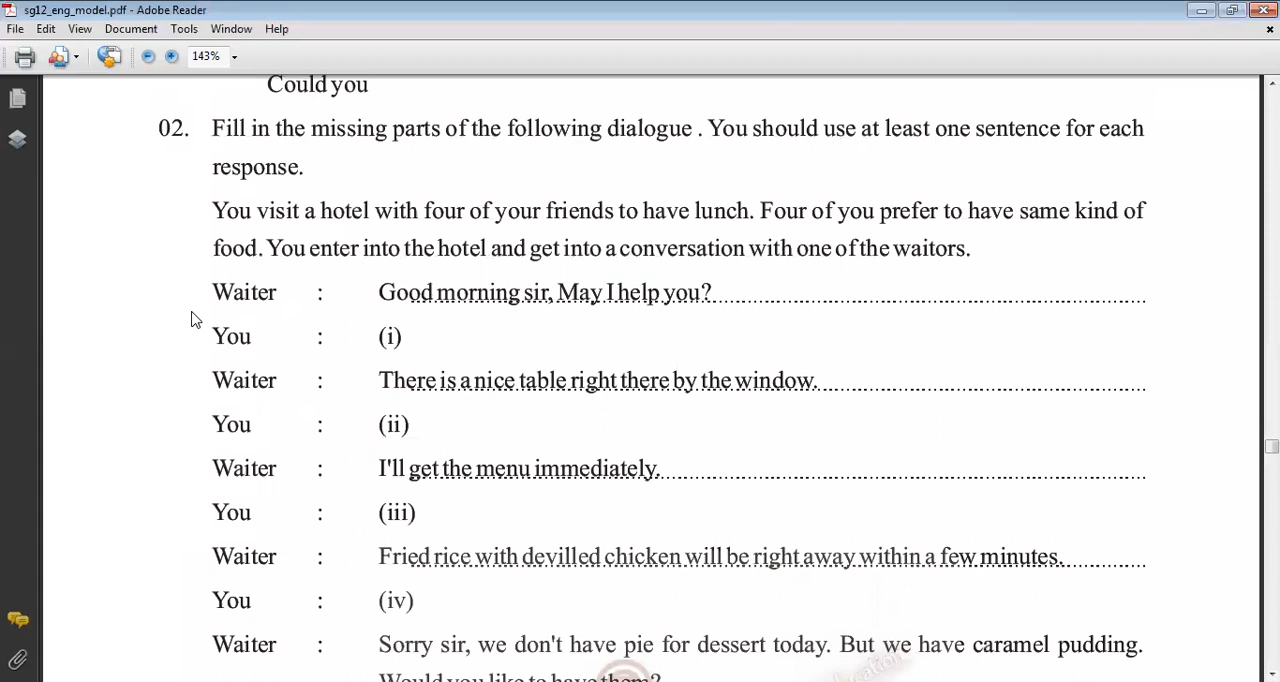 sg12_eng_model.pdf - Adobe Reader
File Edit View Document Tools Window Help
143%
Could you
02. Fill in the missing parts of the following dialogue . You should use at least one sentence for each
response.
You visit a hotel with four of your friends to have lunch. Four of you prefer to have same kind of
food. You enter into the hotel and get into a conversation with one of the waitors.
Waiter : Good morning sir, May I help you?
You : (i)
Waiter : There is a nice table right there by the window.
You : (ii)
Waiter : I'll get the menu immediately.
You : (iii)
Waiter : Fried rice with devilled chicken will be right away within a few minutes.
You : (iv)
Waiter : Sorry sir, we don't have pie for dessert today. But we have caramel pudding.
Would you like to have them?